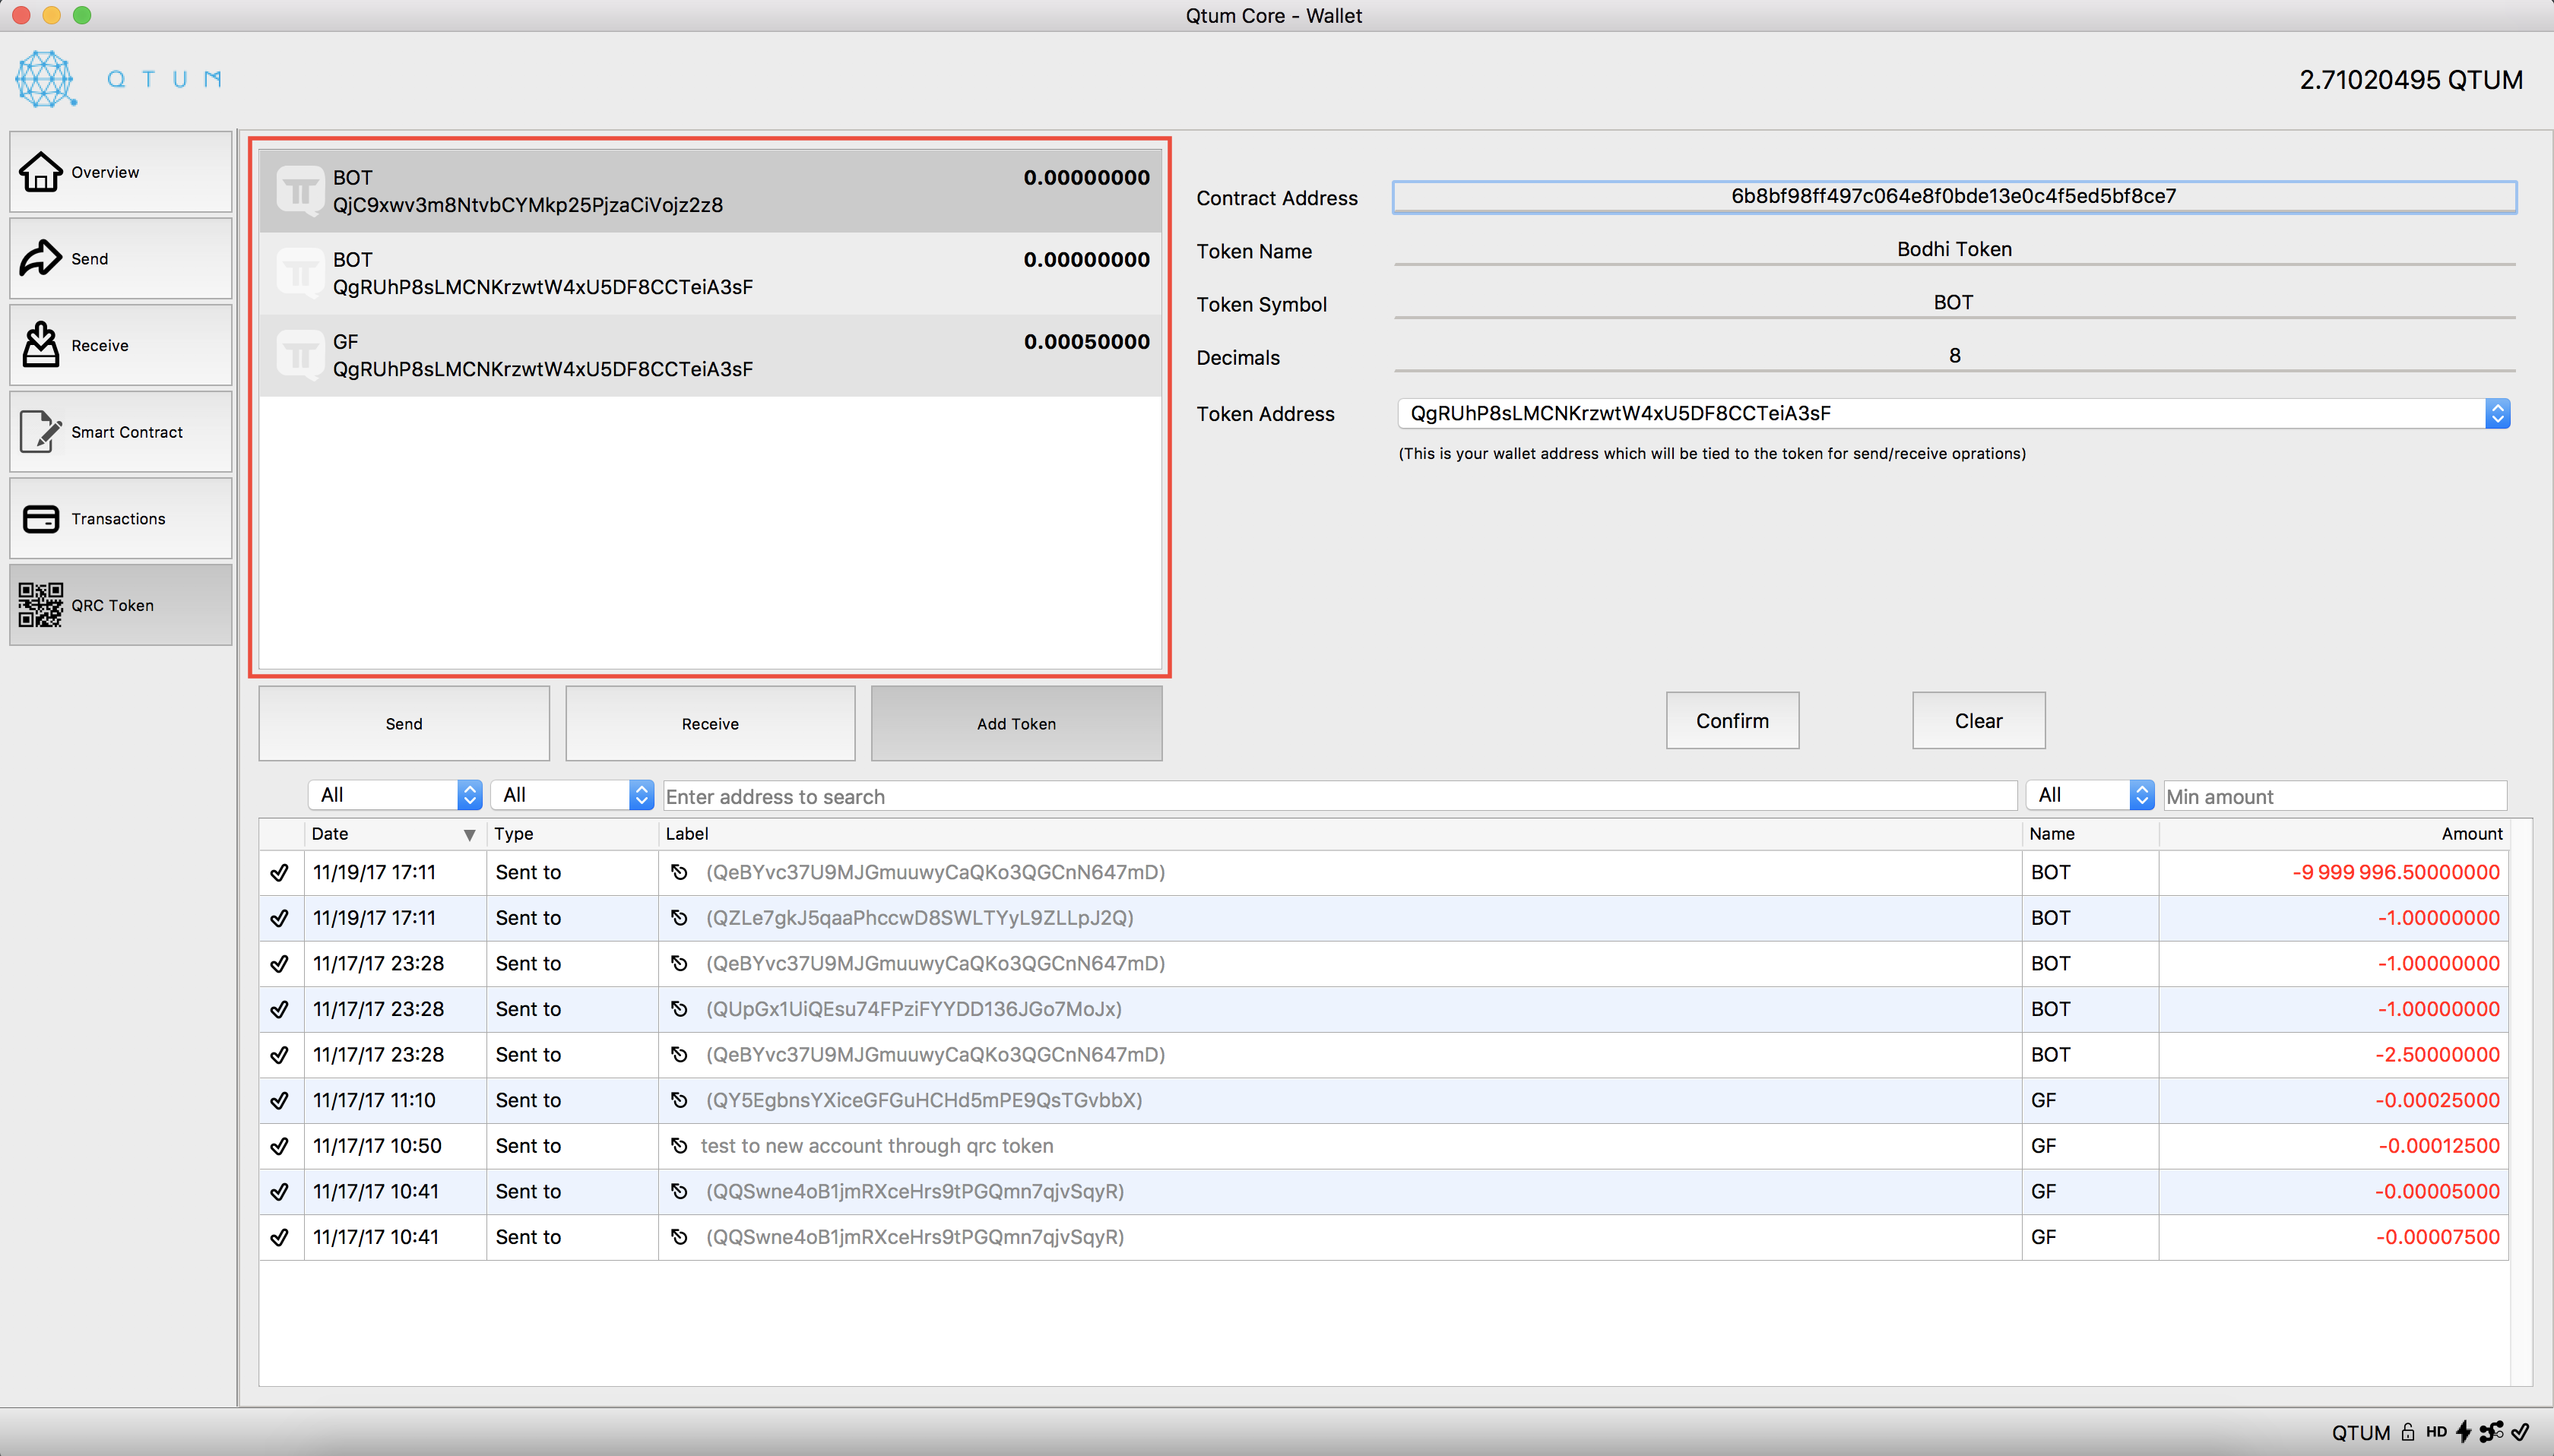 Qtum Core - Wallet
QTUM
2.71020495 QTUM
Overview
Send
Receive
Smart Contract
Transactions
QRC Token
BOT 0.00000000
QjC9xwv3m8NtvbCYMkp25PjzaCiVojz2z8
BOT 0.00000000
QgRUhP8sLMCNKrzwtW4xU5DF8CCTeiA3sF
GF 0.00050000
QgRUhP8sLMCNKrzwtW4xU5DF8CCTeiA3sF
Send Receive Add Token
Contract Address 6b8bf98ff497c064e8f0bde13e0c4f5ed5bf8ce7
Token Name Bodhi Token
Token Symbol BOT
Decimals 8
Token Address QgRUhP8sLMCNKrzwtW4xU5DF8CCTeiA3sF
(This is your wallet address which will be tied to the token for send/receive oprations)
Confirm Clear
All All Enter address to search All Min amount
Date Type Label Name Amount
11/19/17 17:11 Sent to (QeBYvc37U9MJGmuuwyCaQKo3QGCnN647mD) BOT -9 999 996.50000000
11/19/17 17:11 Sent to (QZLe7gkJ5qaaPhccwD8SWLTYyL9ZLLpJ2Q) BOT -1.00000000
11/17/17 23:28 Sent to (QeBYvc37U9MJGmuuwyCaQKo3QGCnN647mD) BOT -1.00000000
11/17/17 23:28 Sent to (QUpGx1UiQEsu74FPziFYYDD136JGo7MoJx) BOT -1.00000000
11/17/17 23:28 Sent to (QeBYvc37U9MJGmuuwyCaQKo3QGCnN647mD) BOT -2.50000000
11/17/17 11:10 Sent to (QY5EgbnsYXiceGFGuHCHd5mPE9QsTGvbbX) GF -0.00025000
11/17/17 10:50 Sent to test to new account through qrc token GF -0.00012500
11/17/17 10:41 Sent to (QQSwne4oB1jmRXceHrs9tPGQmn7qjvSqyR) GF -0.00005000
11/17/17 10:41 Sent to (QQSwne4oB1jmRXceHrs9tPGQmn7qjvSqyR) GF -0.00007500
QTUM HD